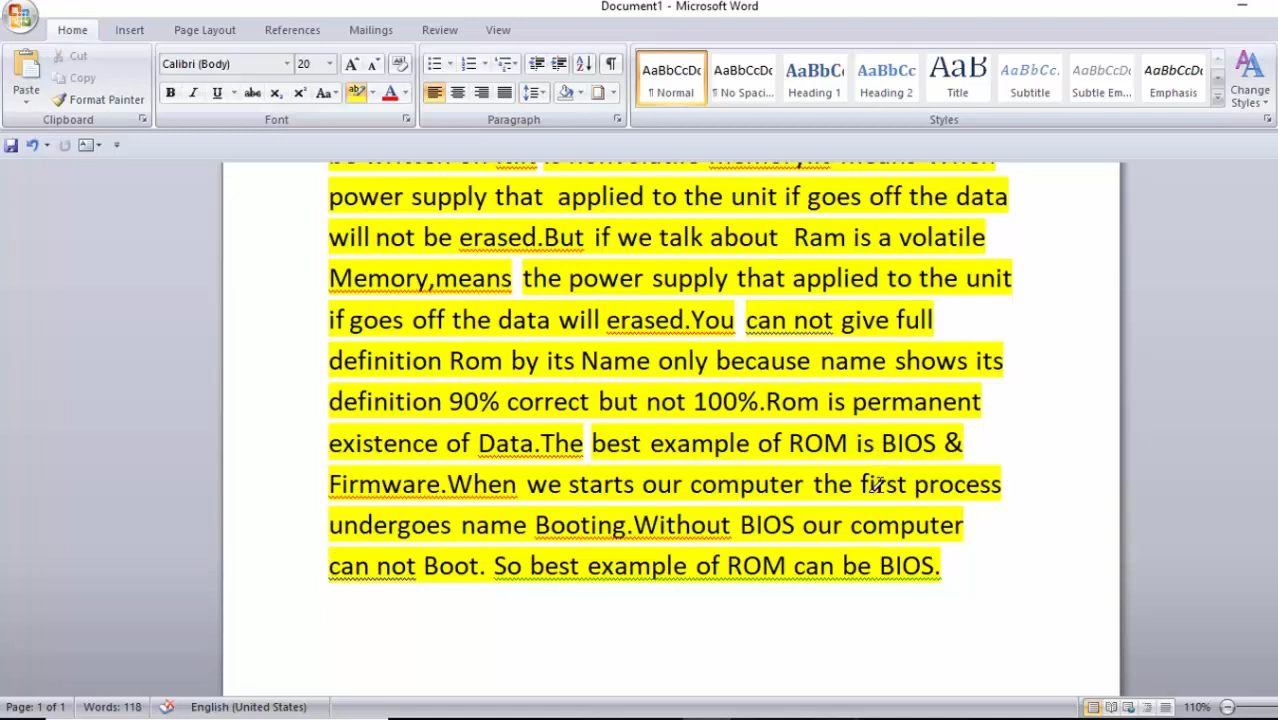 Document1 - Microsoft Word
Home Insert Page Layout References Mailings Review View
Paste
Cut
Copy
Format Painter
Clipboard
Calibri (Body) 20
Font
Paragraph
AaBbCcDc AaBbCcDc AaBbC AaBbCc AaB AaBbCc. AaBbCcDc AaBbCcDc
¶ Normal ¶ No Spaci... Heading 1 Heading 2 Title Subtitle Subtle Em... Emphasis
Change Styles
Styles
power supply that  applied to the unit if goes off the data
will not be erased.But if we talk about  Ram is a volatile
Memory,means  the power supply that applied to the unit
if goes off the data will erased.You  can not give full
definition Rom by its Name only because name shows its
definition 90% correct but not 100%.Rom is permanent
existence of Data.The best example of ROM is BIOS &
Firmware.When we starts our computer the first process
undergoes name Booting.Without BIOS our computer
can not Boot. So best example of ROM can be BIOS.
Page: 1 of 1 Words: 118 English (United States) 110%